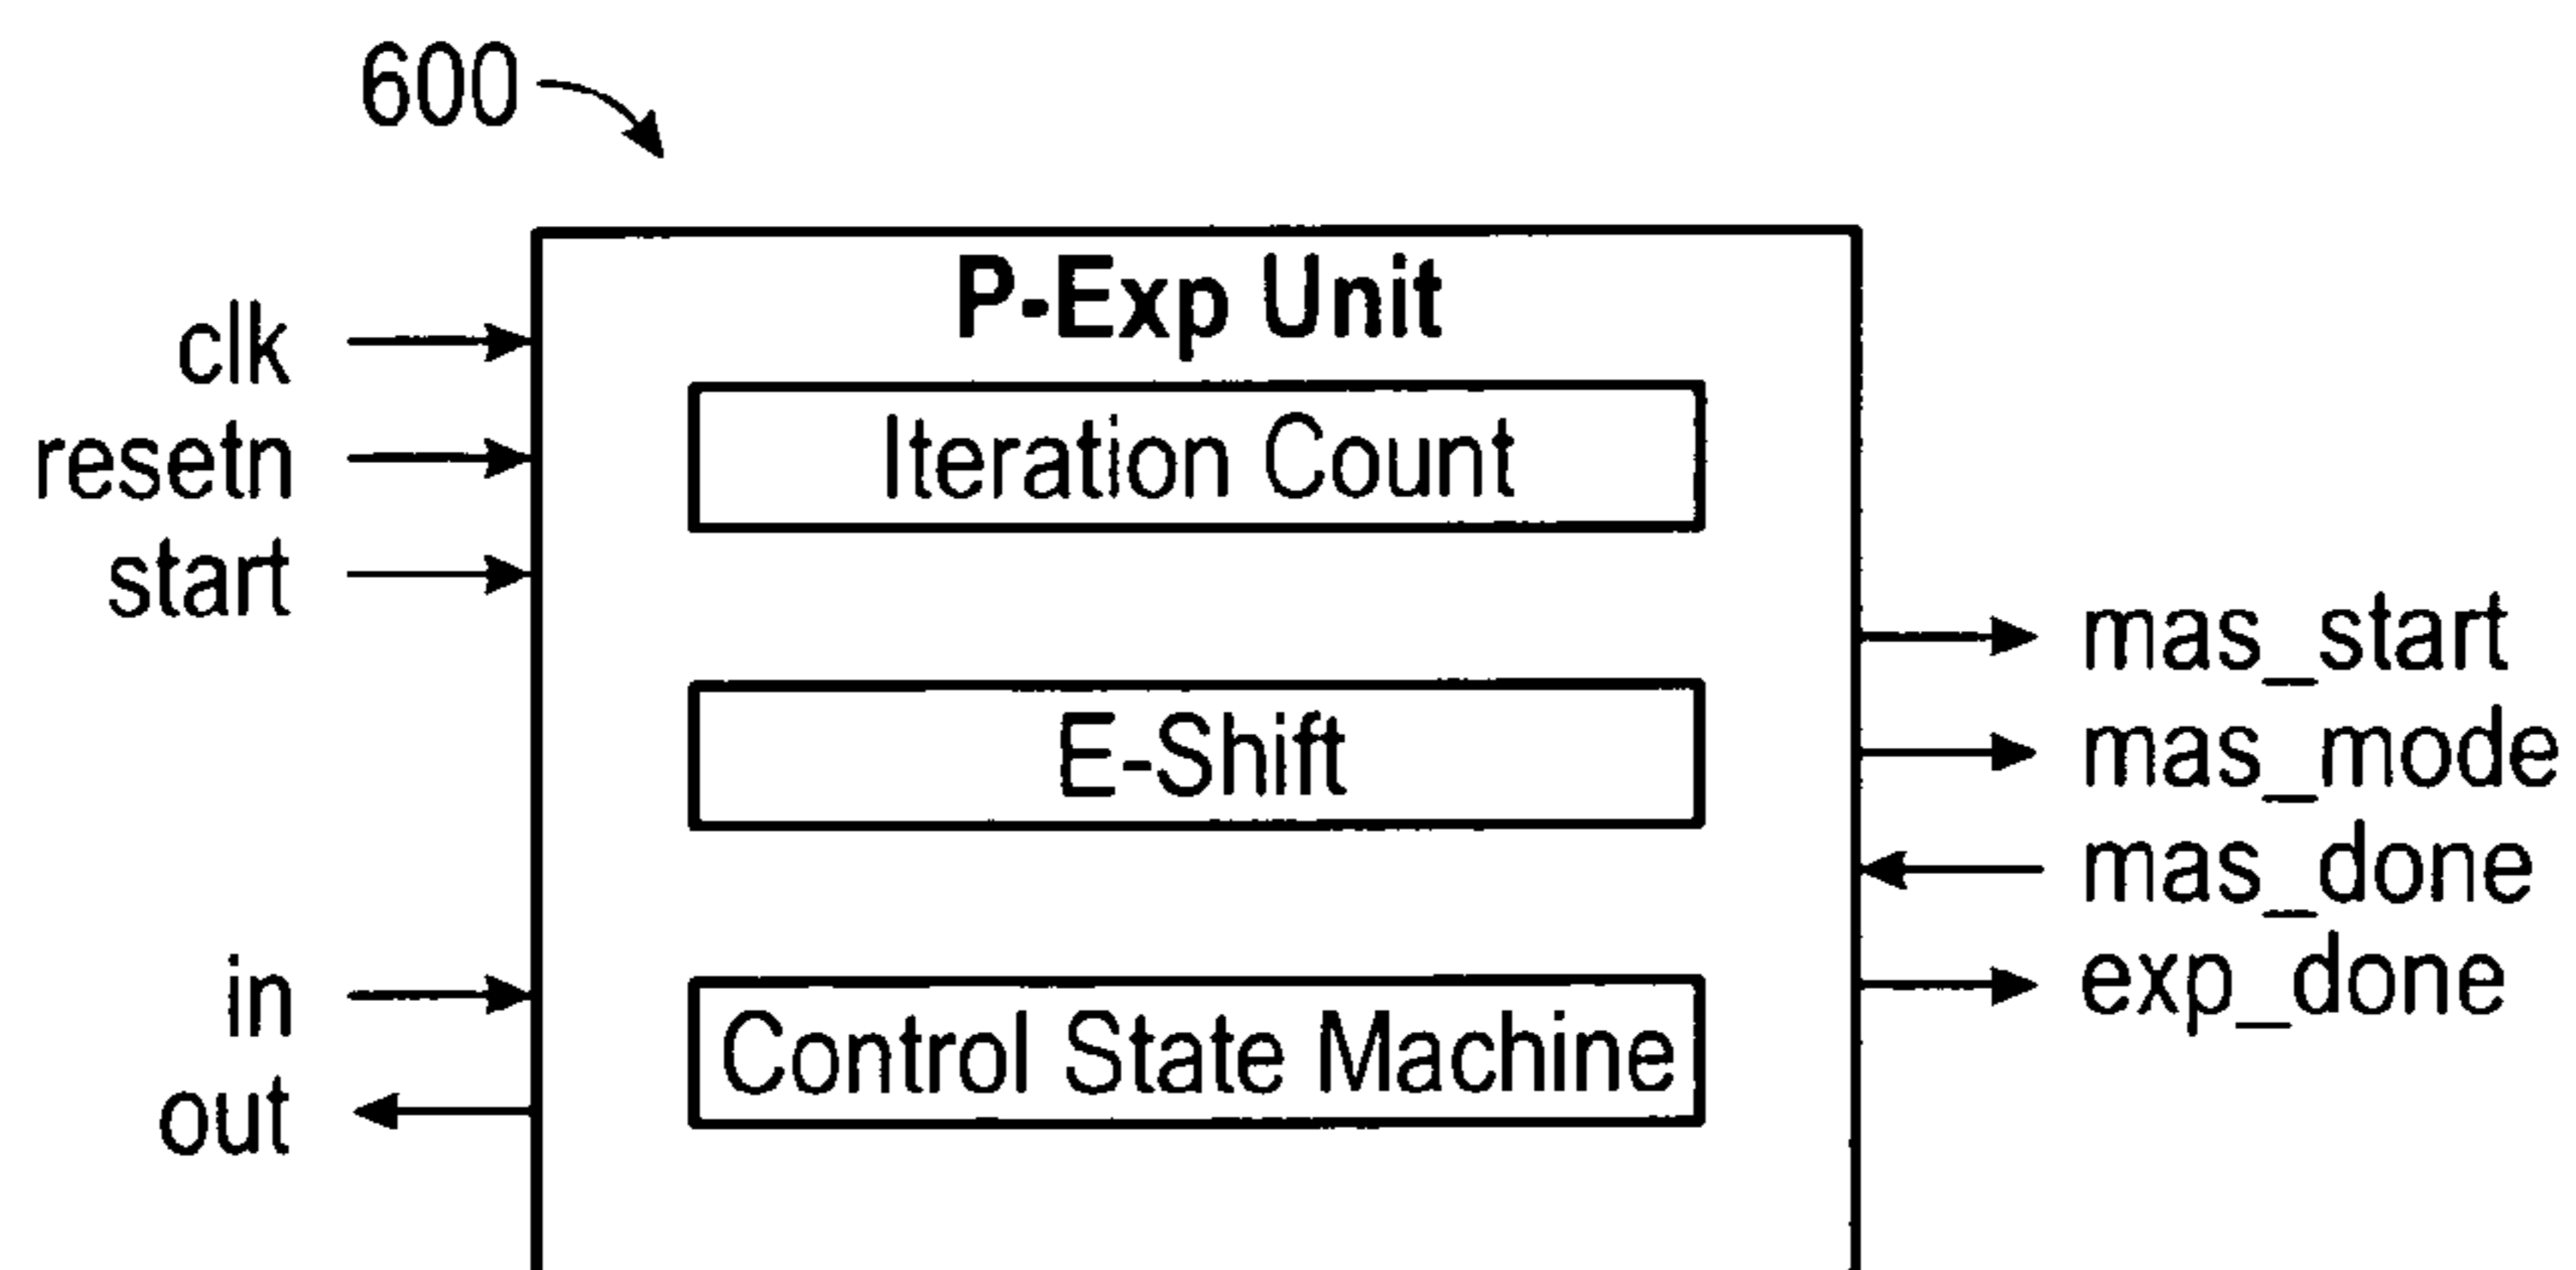 600
P-Exp Unit
clk
resetn
start
in
out
Iteration Count
E-Shift
Control State Machine
mas_start
mas_mode
mas_done
exp_done